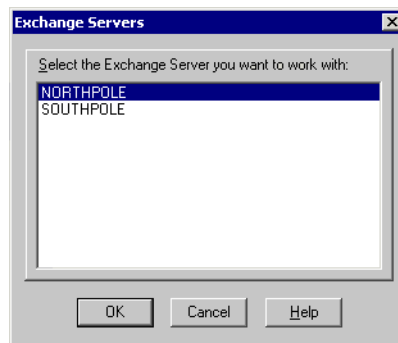 Exchange Servers
Select the Exchange Server you want to work with:
NORTHPOLE
SOUTHPOLE
OK Cancel Help